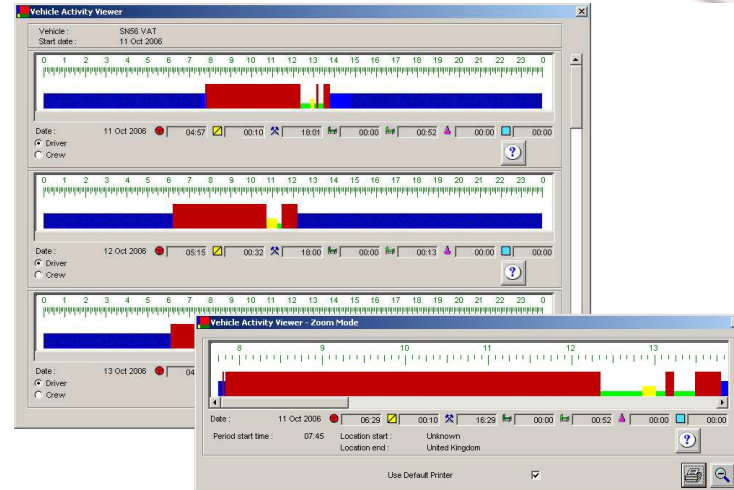 Vehicle Activity Viewer
Vehicle : SN56 VAT
Start date : 11 Oct 2006
0 1 2 3 4 5 6 7 8 9 10 11 12 13 14 15 16 17 18 19 20 21 22 23 0
Date : 11 Oct 2006 04:57 00:10 18:01 00:00 00:52 00:00 00:00
Driver
Crew
?
0 1 2 3 4 5 6 7 8 9 10 11 12 13 14 15 16 17 18 19 20 21 22 23 0
Date : 12 Oct 2006 05:15 00:32 18:00 00:00 00:13 00:00 00:00
Driver
Crew
?
0 1 2 3 4 5 6 7 8 9 10 11 12 13 14 15 16 17 18 19 20 21 22 23 0
Date : 13 Oct 2006 04
Driver
Crew
Vehicle Activity Viewer - Zoom Mode
8 9 10 11 12 13
Date : 11 Oct 2006 06:29 00:10 16:29 00:00 00:52 00:00 00:00
Period start time : 07:45 Location start : Unknown
Location end : United Kingdom
?
Use Default Printer